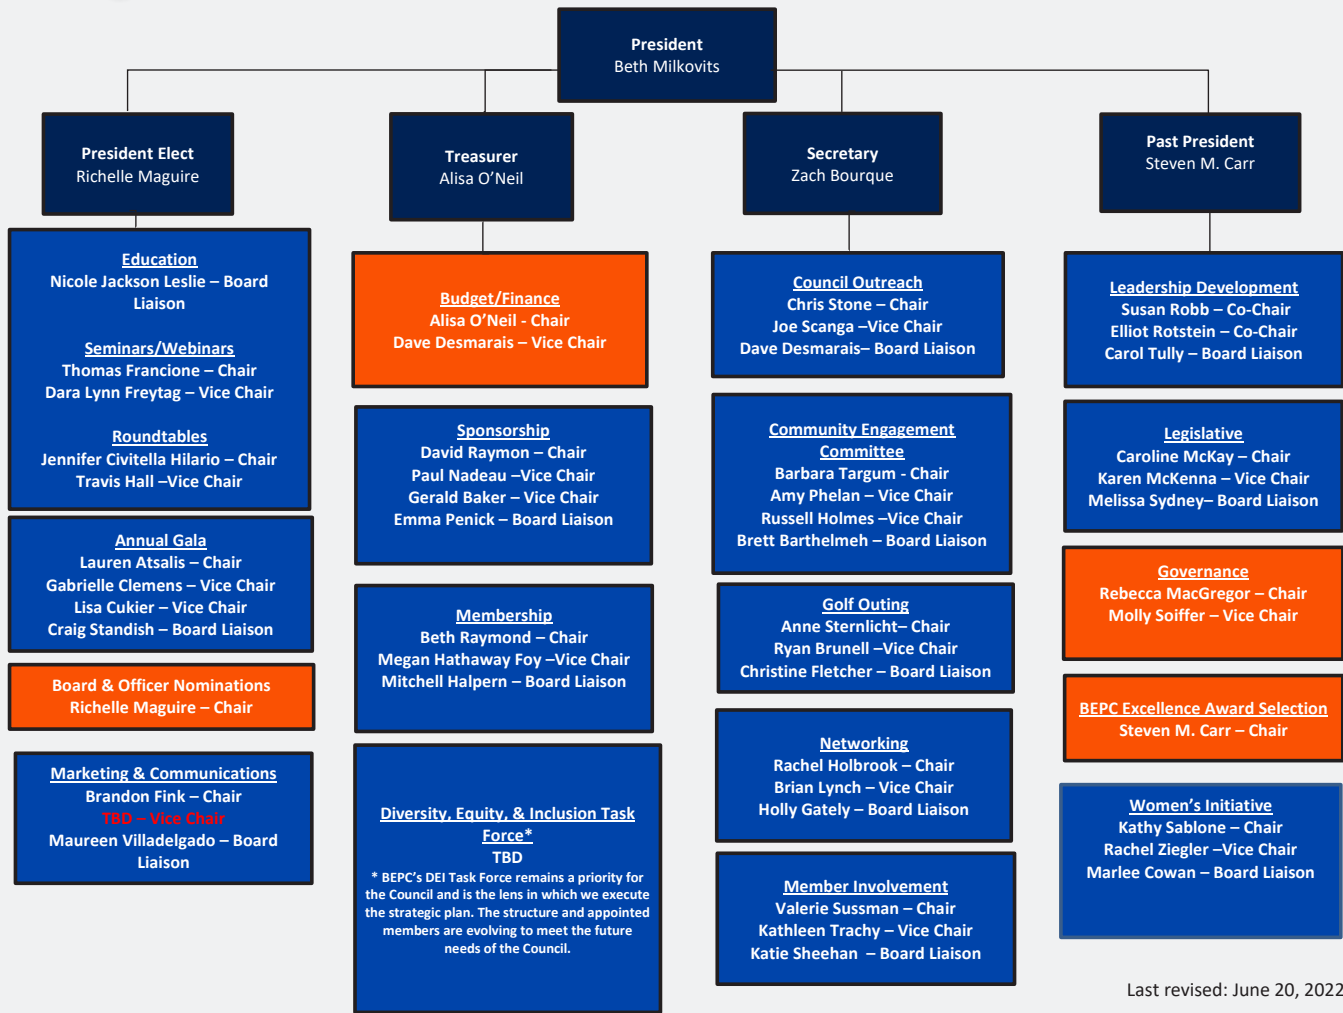 President
Beth Milkovits
President Elect
Richelle Maguire
Treasurer
Alisa O’Neil
Secretary
Zach Bourque
Past President
Steven M. Carr
Education
Nicole Jackson Leslie – Board
Liaison
Seminars/Webinars
Thomas Francione – Chair
Dara Lynn Freytag – Vice Chair
Roundtables
Jennifer Civitella Hilario – Chair
Travis Hall –Vice Chair
Annual Gala
Lauren Atsalis – Chair
Gabrielle Clemens – Vice Chair
Lisa Cukier – Vice Chair
Craig Standish – Board Liaison
Board & Officer Nominations
Richelle Maguire – Chair
Marketing & Communications
Brandon Fink – Chair
TBD – Vice Chair
Maureen Villadelgado – Board
Liaison
Budget/Finance
Alisa O’Neil - Chair
Dave Desmarais – Vice Chair
Sponsorship
David Raymon – Chair
Paul Nadeau –Vice Chair
Gerald Baker – Vice Chair
Emma Penick – Board Liaison
Membership
Beth Raymond – Chair
Megan Hathaway Foy –Vice Chair
Mitchell Halpern – Board Liaison
Diversity, Equity, & Inclusion Task
Force*
TBD
* BEPC’s DEI Task Force remains a priority for
the Council and is the lens in which we execute
the strategic plan. The structure and appointed
members are evolving to meet the future
needs of the Council.
Council Outreach
Chris Stone – Chair
Joe Scanga –Vice Chair
Dave Desmarais– Board Liaison
Community Engagement
Committee
Barbara Targum - Chair
Amy Phelan – Vice Chair
Russell Holmes –Vice Chair
Brett Barthelmeh – Board Liaison
Golf Outing
Anne Sternlicht– Chair
Ryan Brunell –Vice Chair
Christine Fletcher – Board Liaison
Networking
Rachel Holbrook – Chair
Brian Lynch – Vice Chair
Holly Gately – Board Liaison
Member Involvement
Valerie Sussman – Chair
Kathleen Trachy – Vice Chair
Katie Sheehan – Board Liaison
Leadership Development
Susan Robb – Co-Chair
Elliot Rotstein – Co-Chair
Carol Tully – Board Liaison
Legislative
Caroline McKay – Chair
Karen McKenna – Vice Chair
Melissa Sydney– Board Liaison
Governance
Rebecca MacGregor – Chair
Molly Soiffer – Vice Chair
BEPC Excellence Award Selection
Steven M. Carr – Chair
Women’s Initiative
Kathy Sablone – Chair
Rachel Ziegler –Vice Chair
Marlee Cowan – Board Liaison
Last revised: June 20, 2022